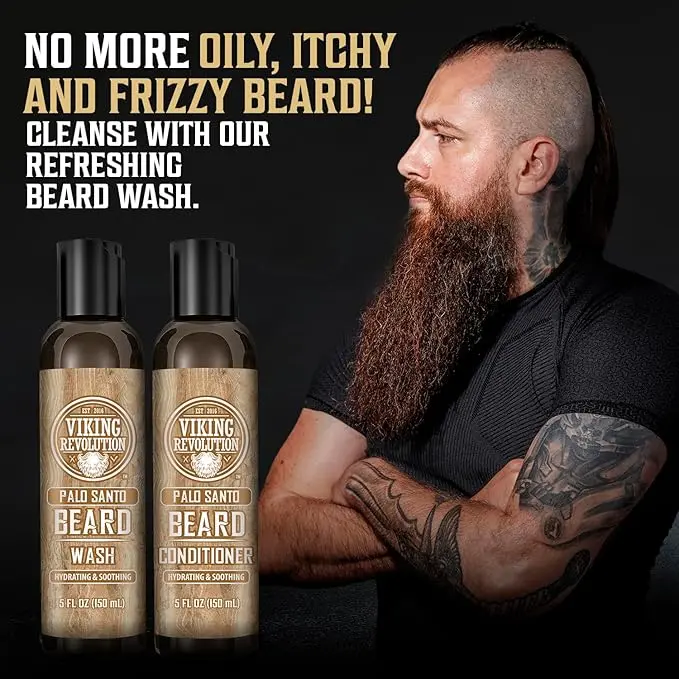 NO MORE OILY, ITCHY
AND FRIZZY BEARD!
CLEANSE WITH OUR
REFRESHING
BEARD WASH.
EST 2016
VIKING
REVOLUTION
PALO SANTO
BEARD
WASH
HYDRATING & SOOTHING
5 FL OZ (150 mL)
EST 2016
VIKING
REVOLUTION
PALO SANTO
BEARD
CONDITIONER
HYDRATING & SOOTHING
5 FL OZ (150 mL)